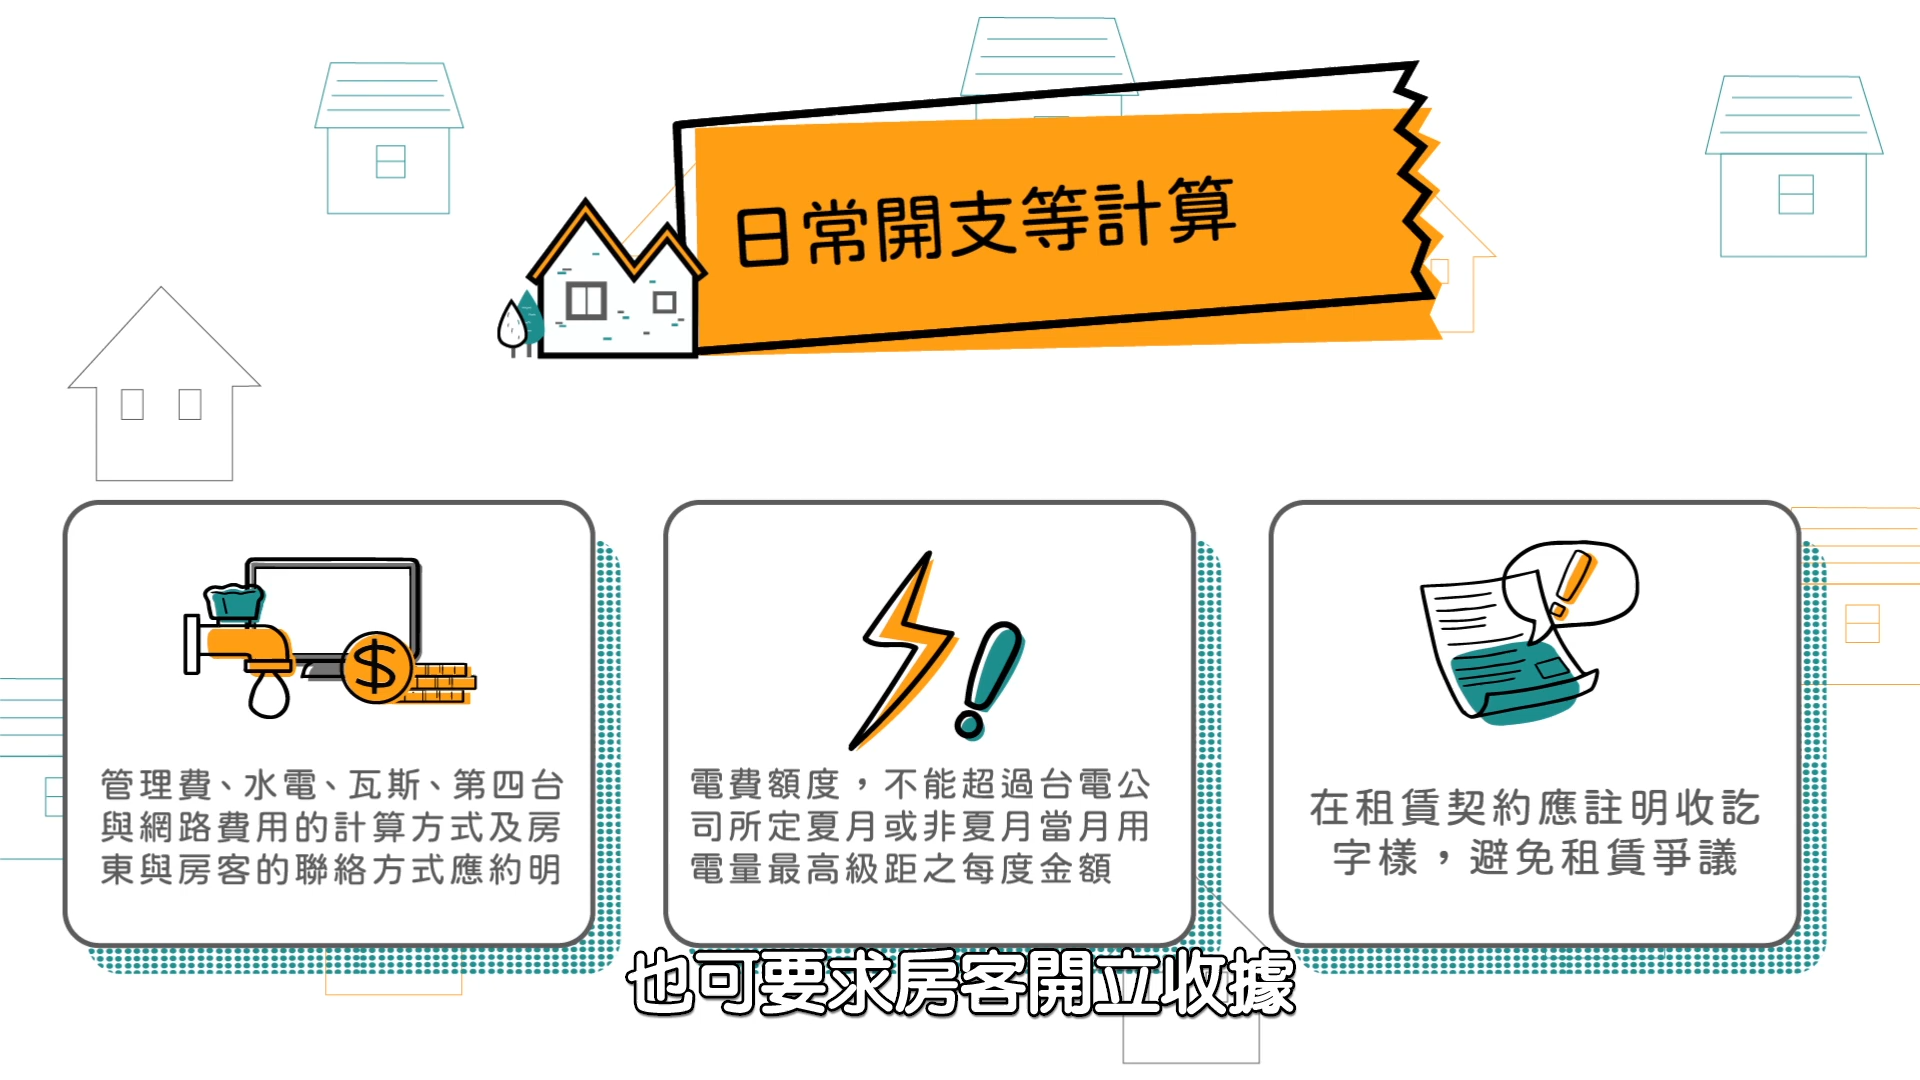 日常開支等計算
管理費、水電、瓦斯、第四台
與網路費用的計算方式及房
東與房客的聯絡方式應約明
電費額度，不能超過台電公
司所定夏月或非夏月當月用
電量最高級距之每度金額
在租賃契約應註明收訖
字樣，避免租賃爭議
也可要求房客開立收據